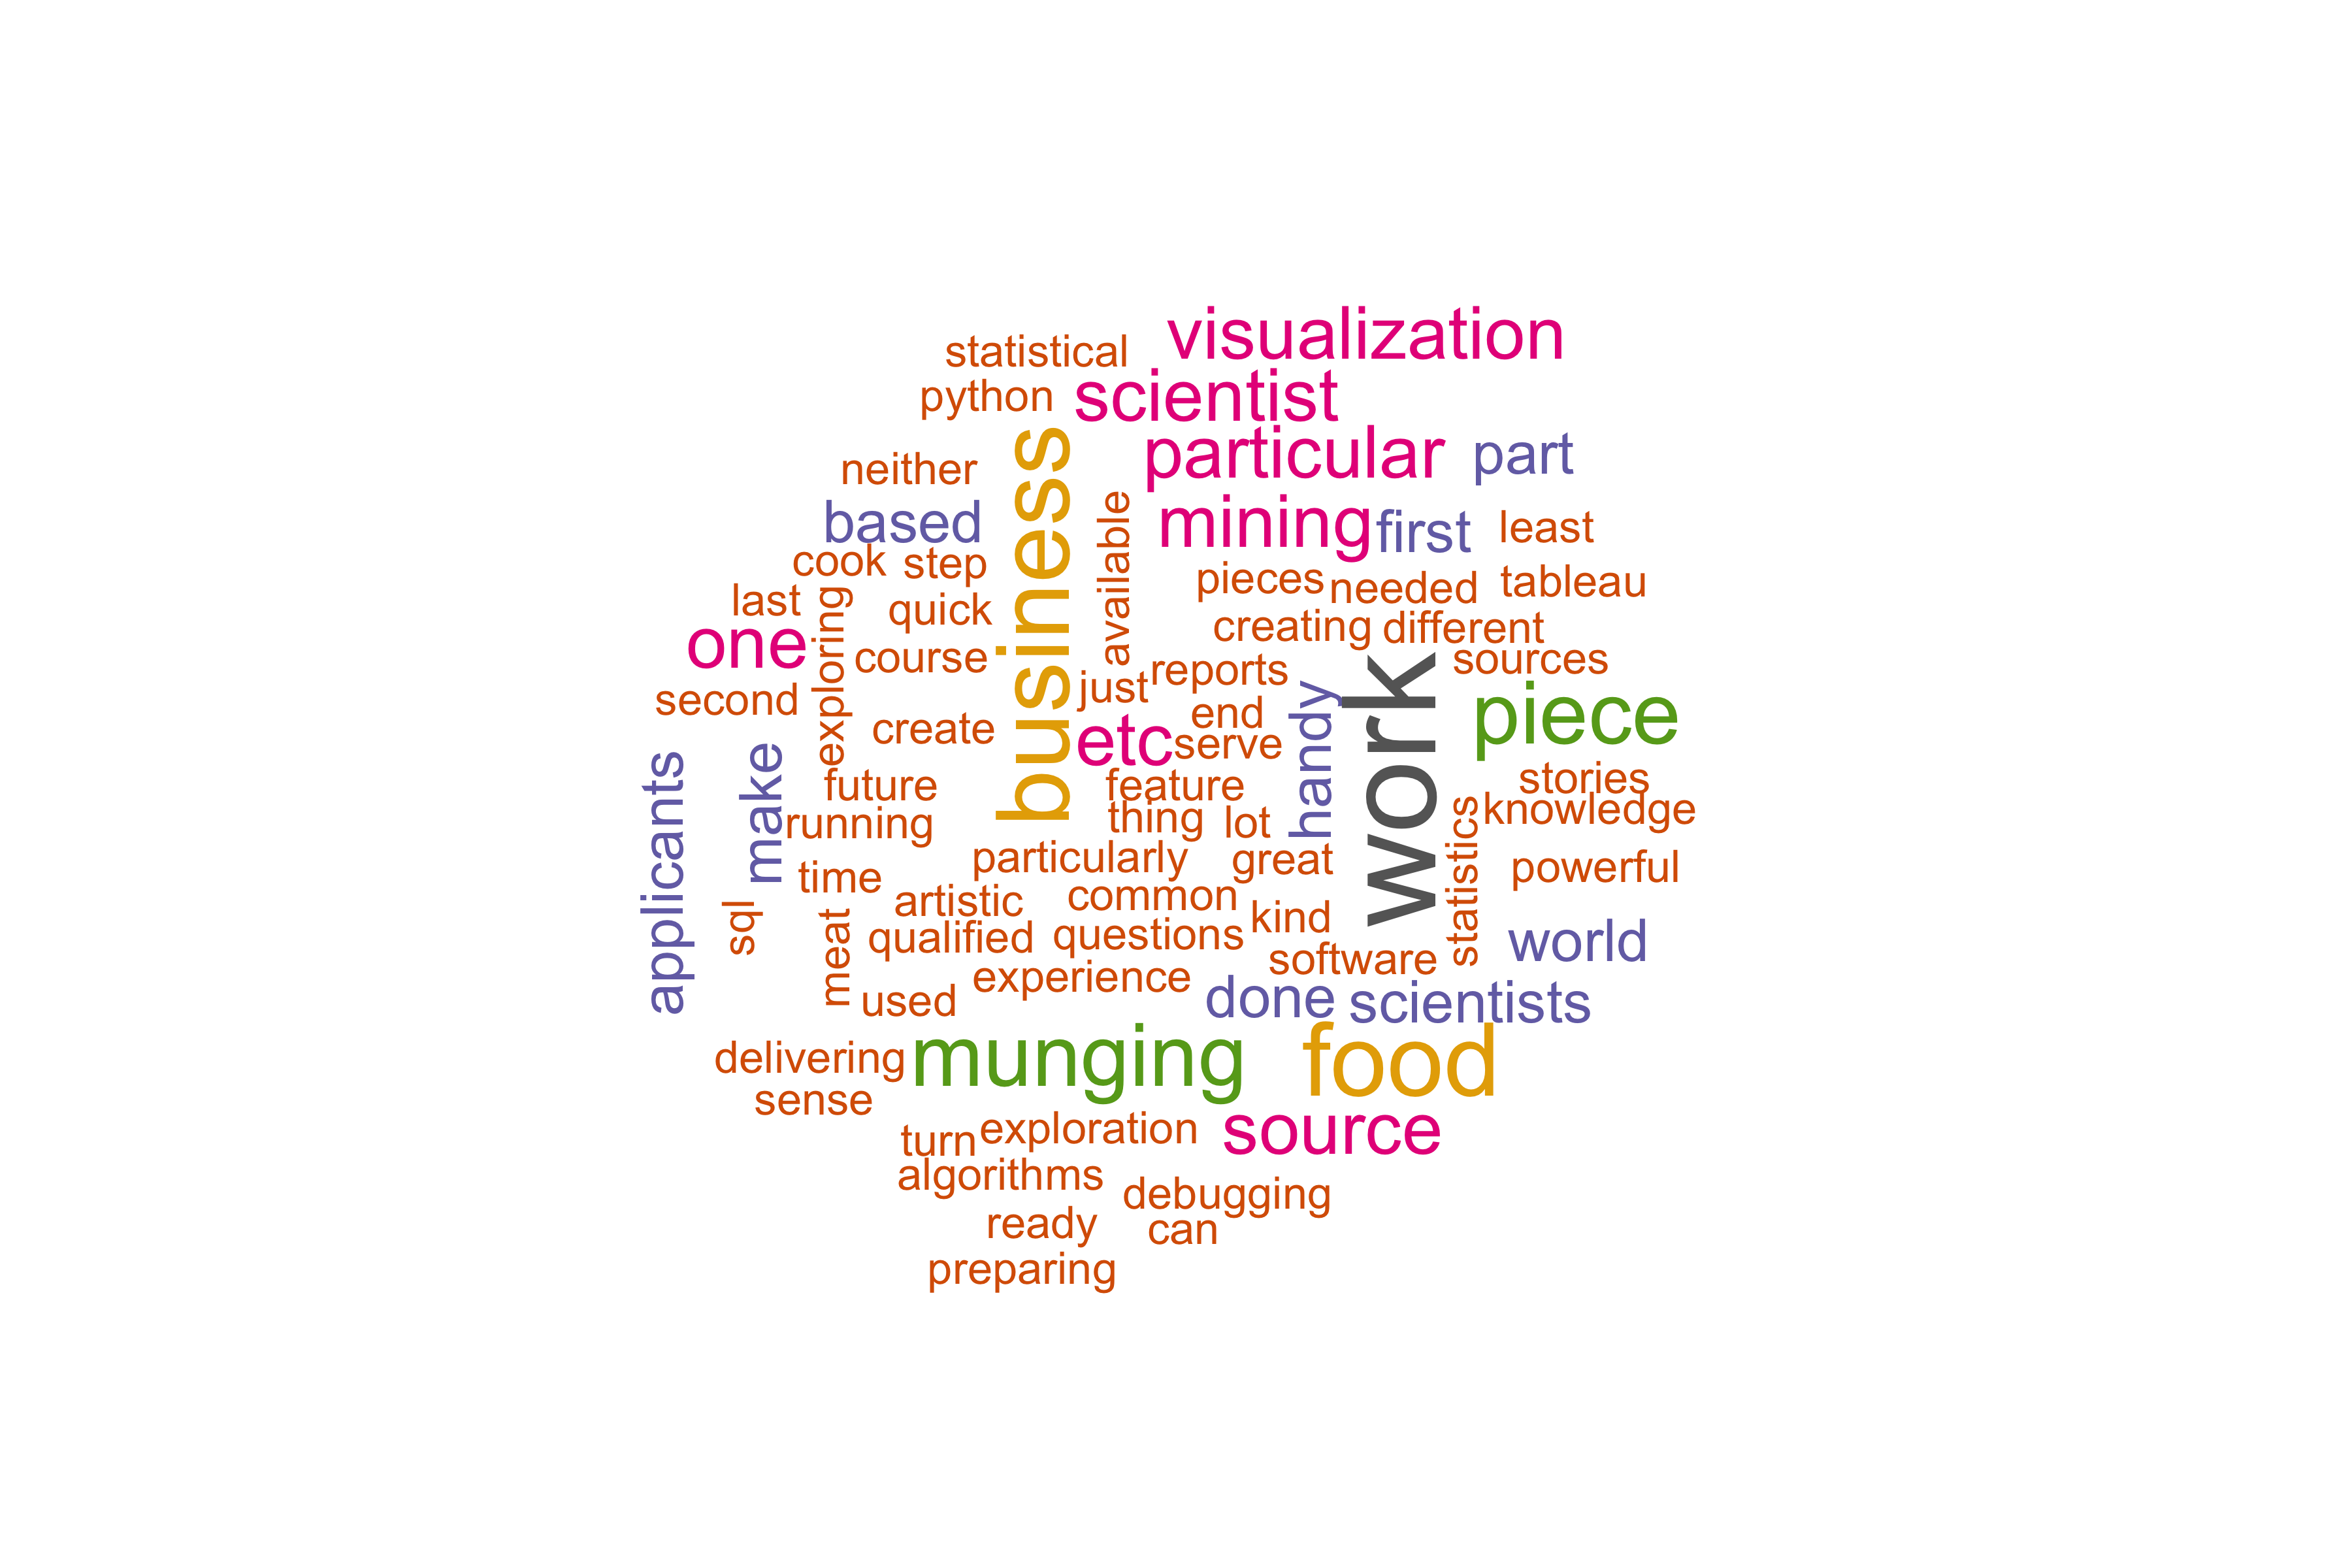 visualization
statistical
scientist
python
particular
part
neither
business
based
mining
first
least
available
cook
step
pieces
needed
tableau
last
exploring
quick
creating
different
one
course
reports
sources
second
just
handy
work
piece
create
etc
end
serve
applicants
make
future
feature
stories
running
thing
lot
statistics
knowledge
particularly
great
powerful
time
artistic
common
kind
sql
meat
qualified
questions
software
world
used
experience
done
scientists
delivering
munging
food
sense
turn
exploration
source
algorithms
debugging
ready
can
preparing